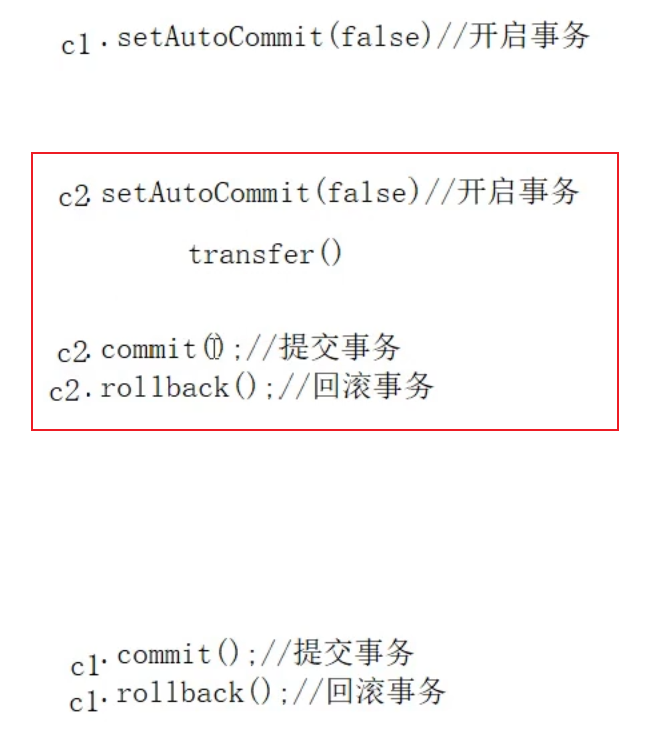 c1.setAutoCommit(false)//开启事务
c2.setAutoCommit(false)//开启事务
transfer()
c2.commit();//提交事务
c2.rollback();//回滚事务
c1.commit();//提交事务
c1.rollback();//回滚事务